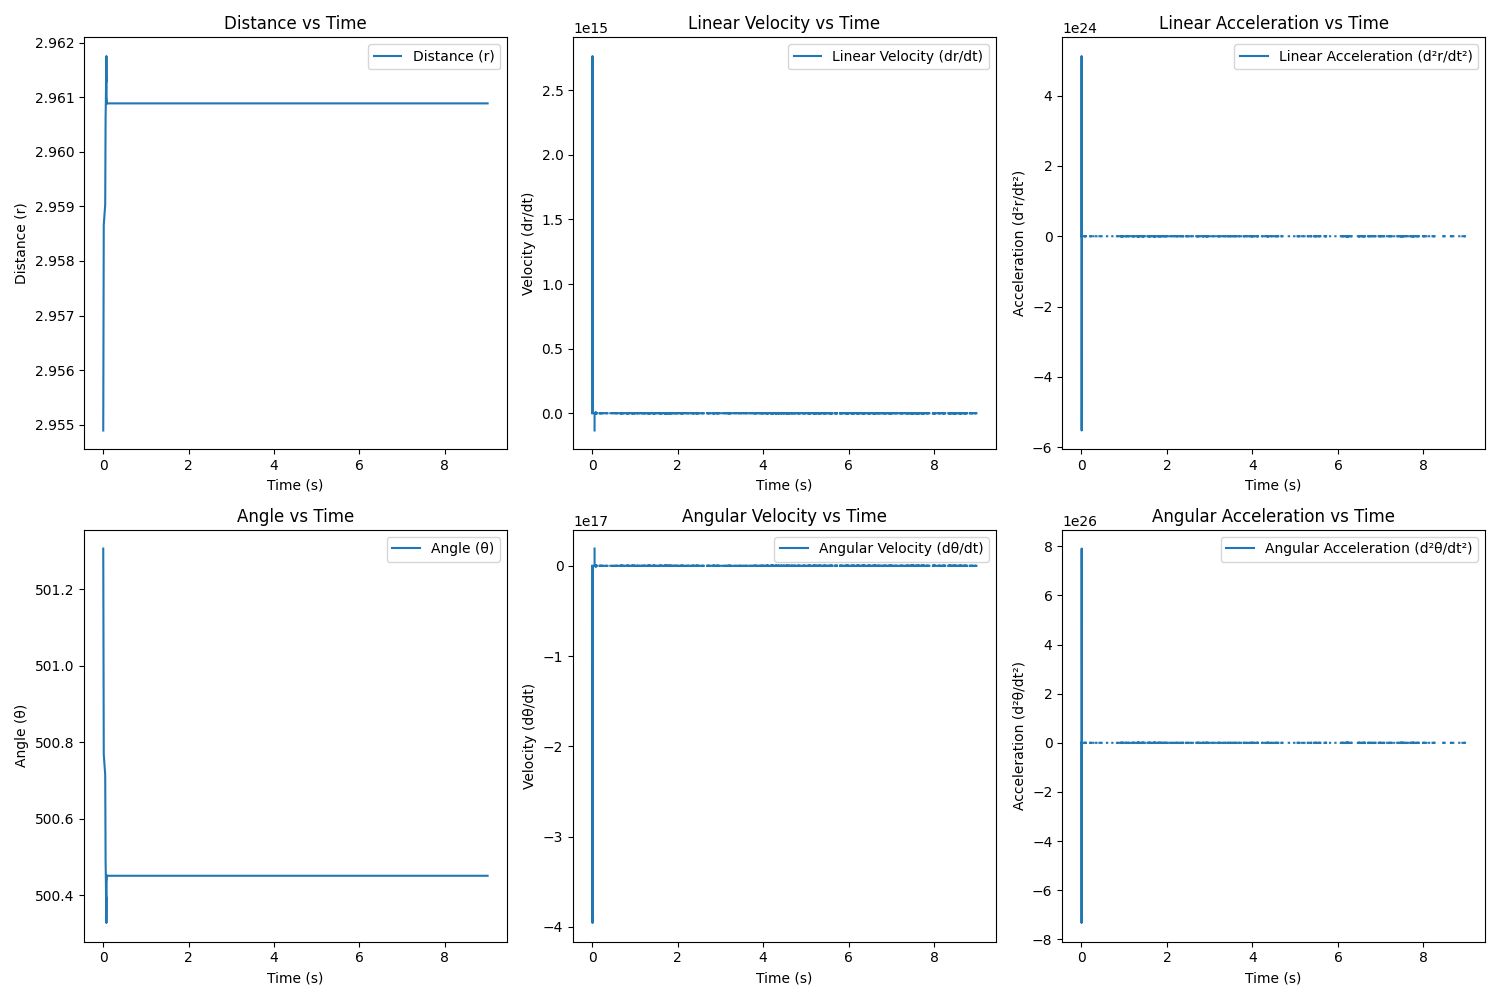 Distance vs Time
Distance (r)
2.962
2.961
2.960
2.959
2.958
2.957
2.956
2.955
Distance (r)
0 2 4 6 8
Time (s)
Linear Velocity vs Time
1e15
Linear Velocity (dr/dt)
2.5
2.0
1.5
1.0
0.5
0.0
Velocity (dr/dt)
0 2 4 6 8
Time (s)
Linear Acceleration vs Time
1e24
Linear Acceleration (d²r/dt²)
4
2
0
−2
−4
−6
Acceleration (d²r/dt²)
0 2 4 6 8
Time (s)
Angle vs Time
Angle (θ)
501.2
501.0
500.8
500.6
500.4
Angle (θ)
0 2 4 6 8
Time (s)
Angular Velocity vs Time
1e17
Angular Velocity (dθ/dt)
0
−1
−2
−3
−4
Velocity (dθ/dt)
0 2 4 6 8
Time (s)
Angular Acceleration vs Time
1e26
Angular Acceleration (d²θ/dt²)
8
6
4
2
0
−2
−4
−6
−8
Acceleration (d²θ/dt²)
0 2 4 6 8
Time (s)